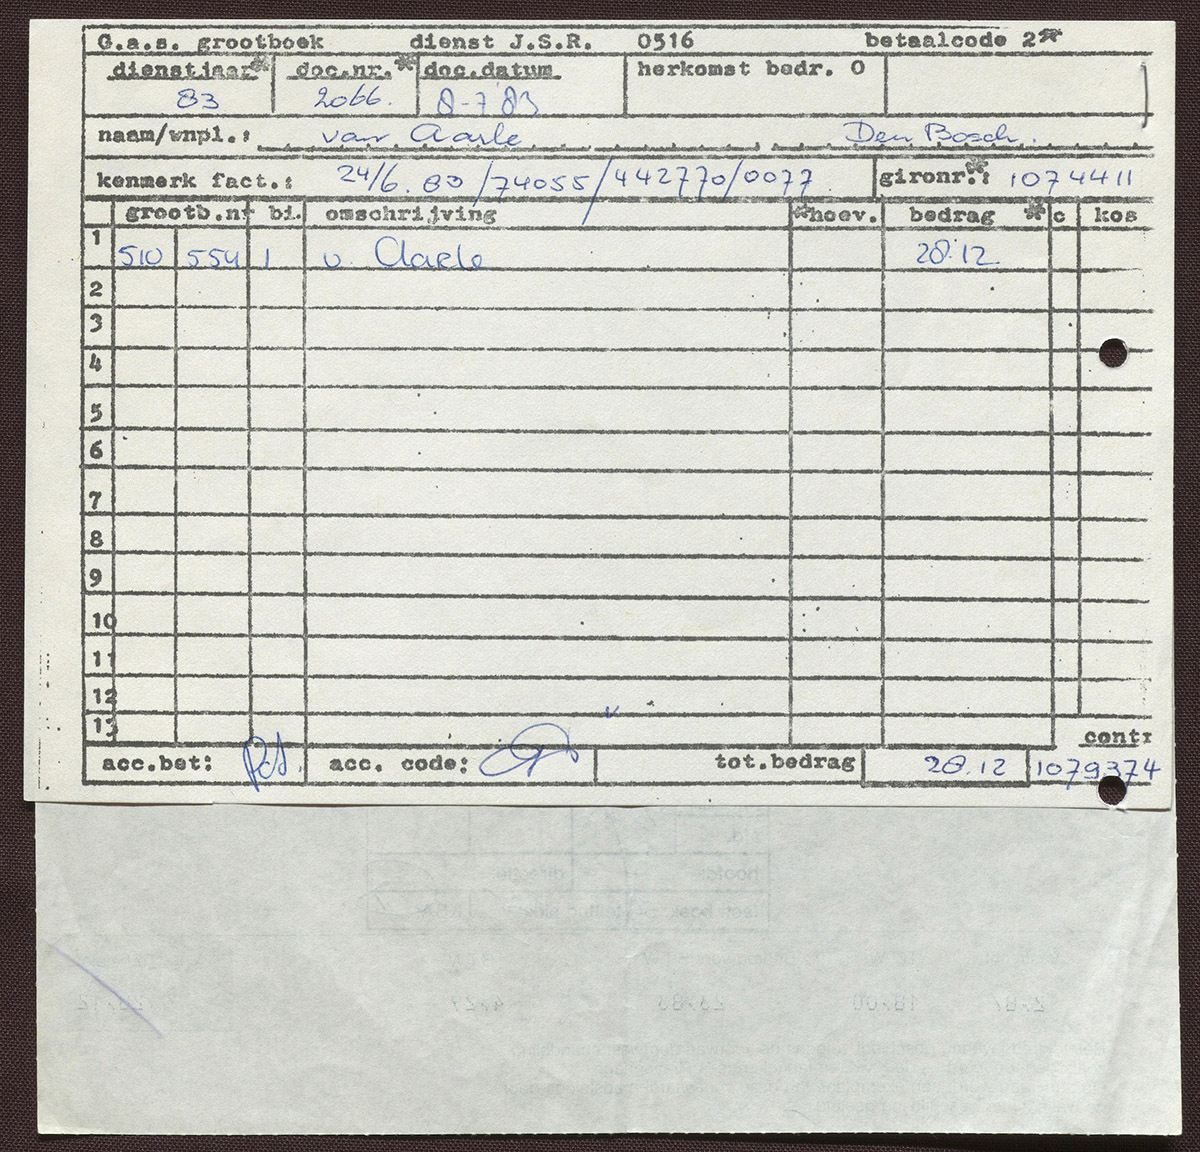 G.a.s. grootboek dienst J.S.R. 0516 betaalcode 2*
dienstjaar* doc.nr.* doc.datum herkomst bedr. 0
83 2066. 8-7'83
naam/wnpl.: van Aarle Den Bosch.
kenmerk fact.: 24/6.83/74055/442770/0077 gironr*: 1074411
grootb.nr bi. omschrijving *hoev. bedrag * c kos
1 510 554 1 v. Aarle 28.12
2
3
4
5
6
7
8
9
10
11
12
13
contr
acc.bet: acc. code: tot.bedrag 28.12 1079374